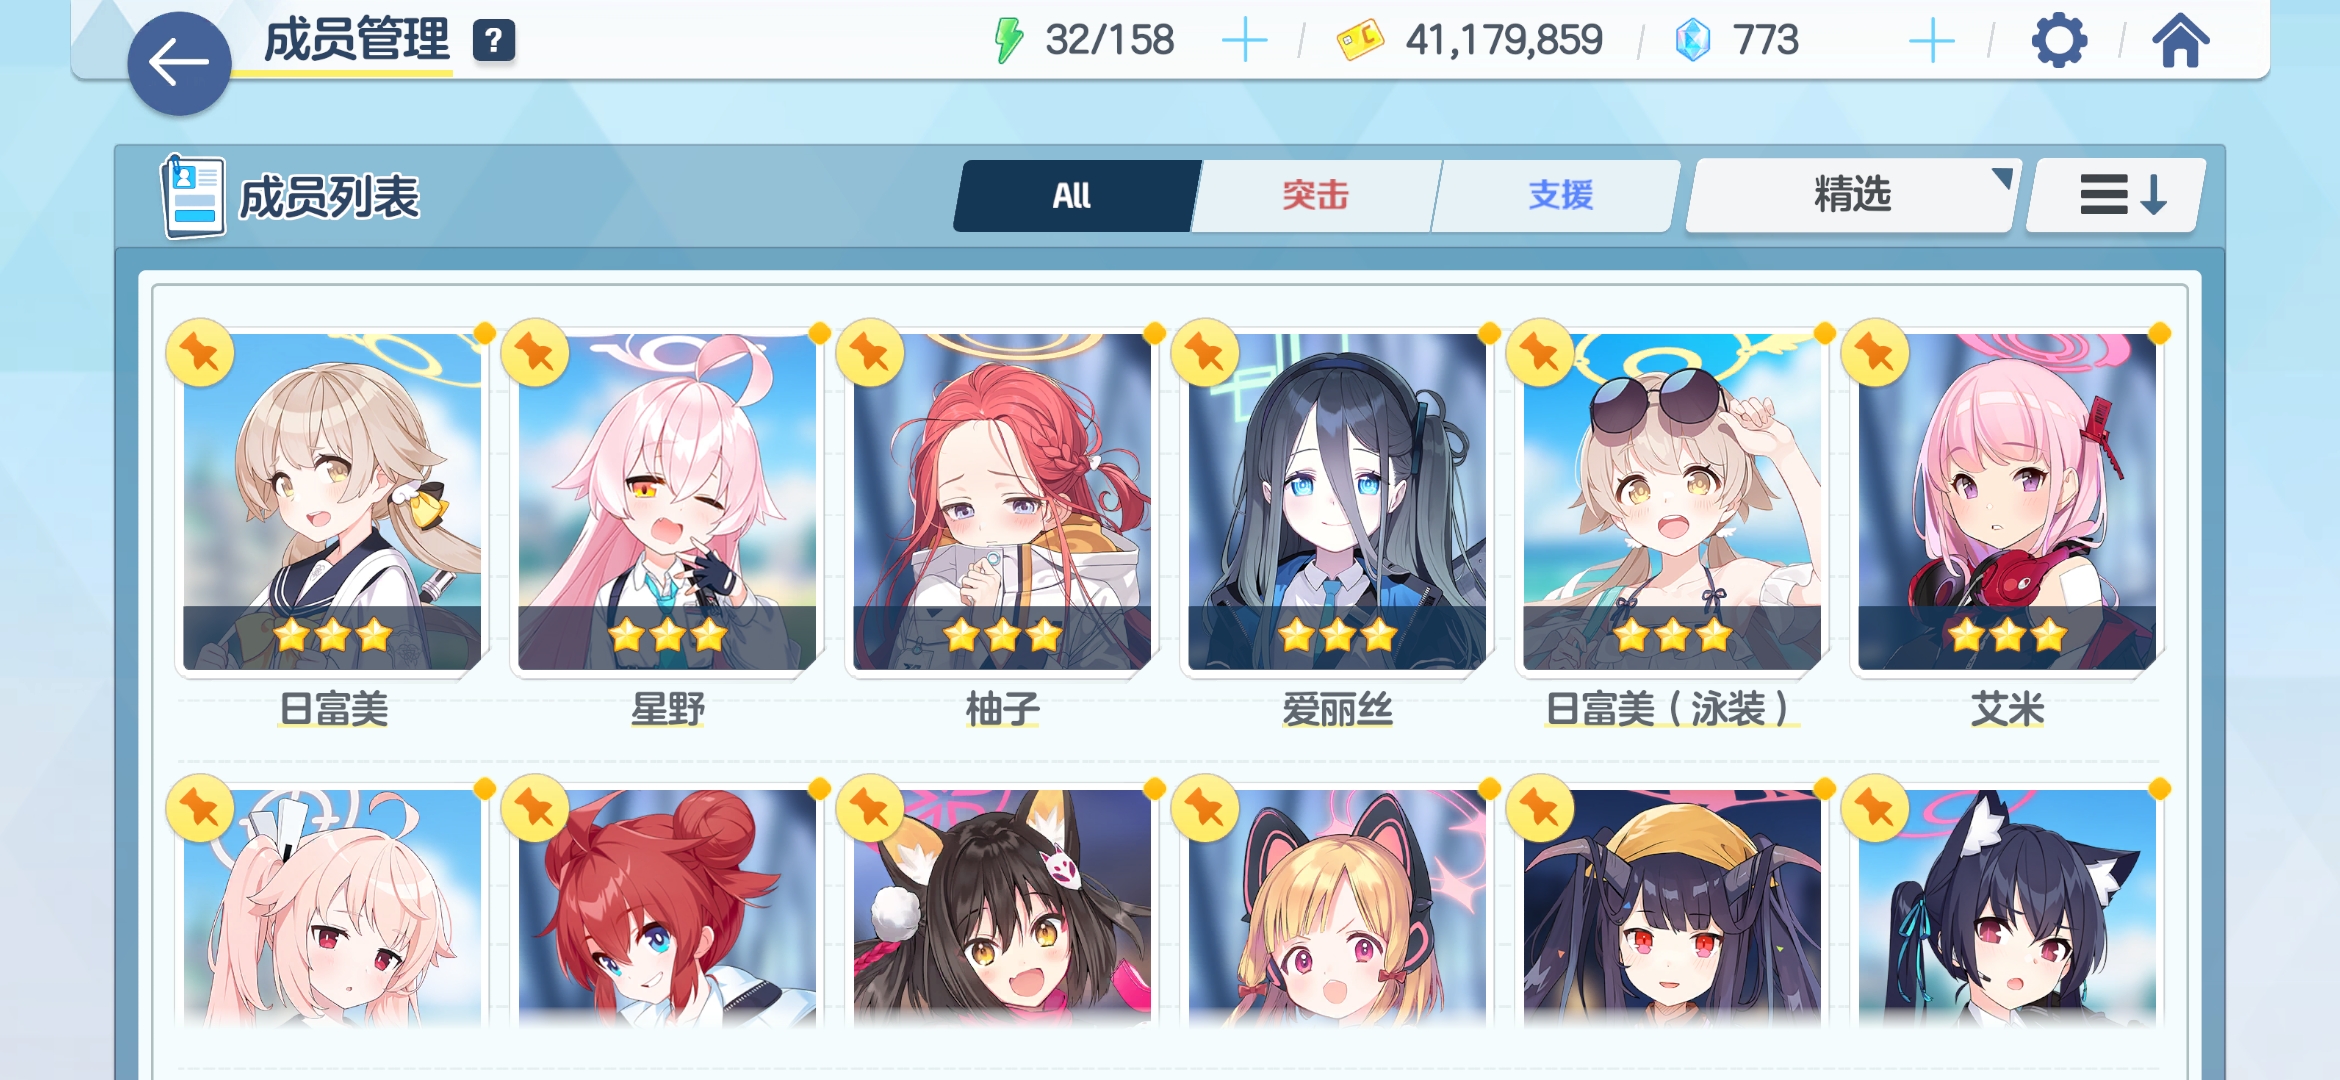 成员管理 ?
32/158
41,179,859
773
成员列表
All
突击
支援
精选
日富美
星野
柚子
爱丽丝
日富美（泳装）
艾米